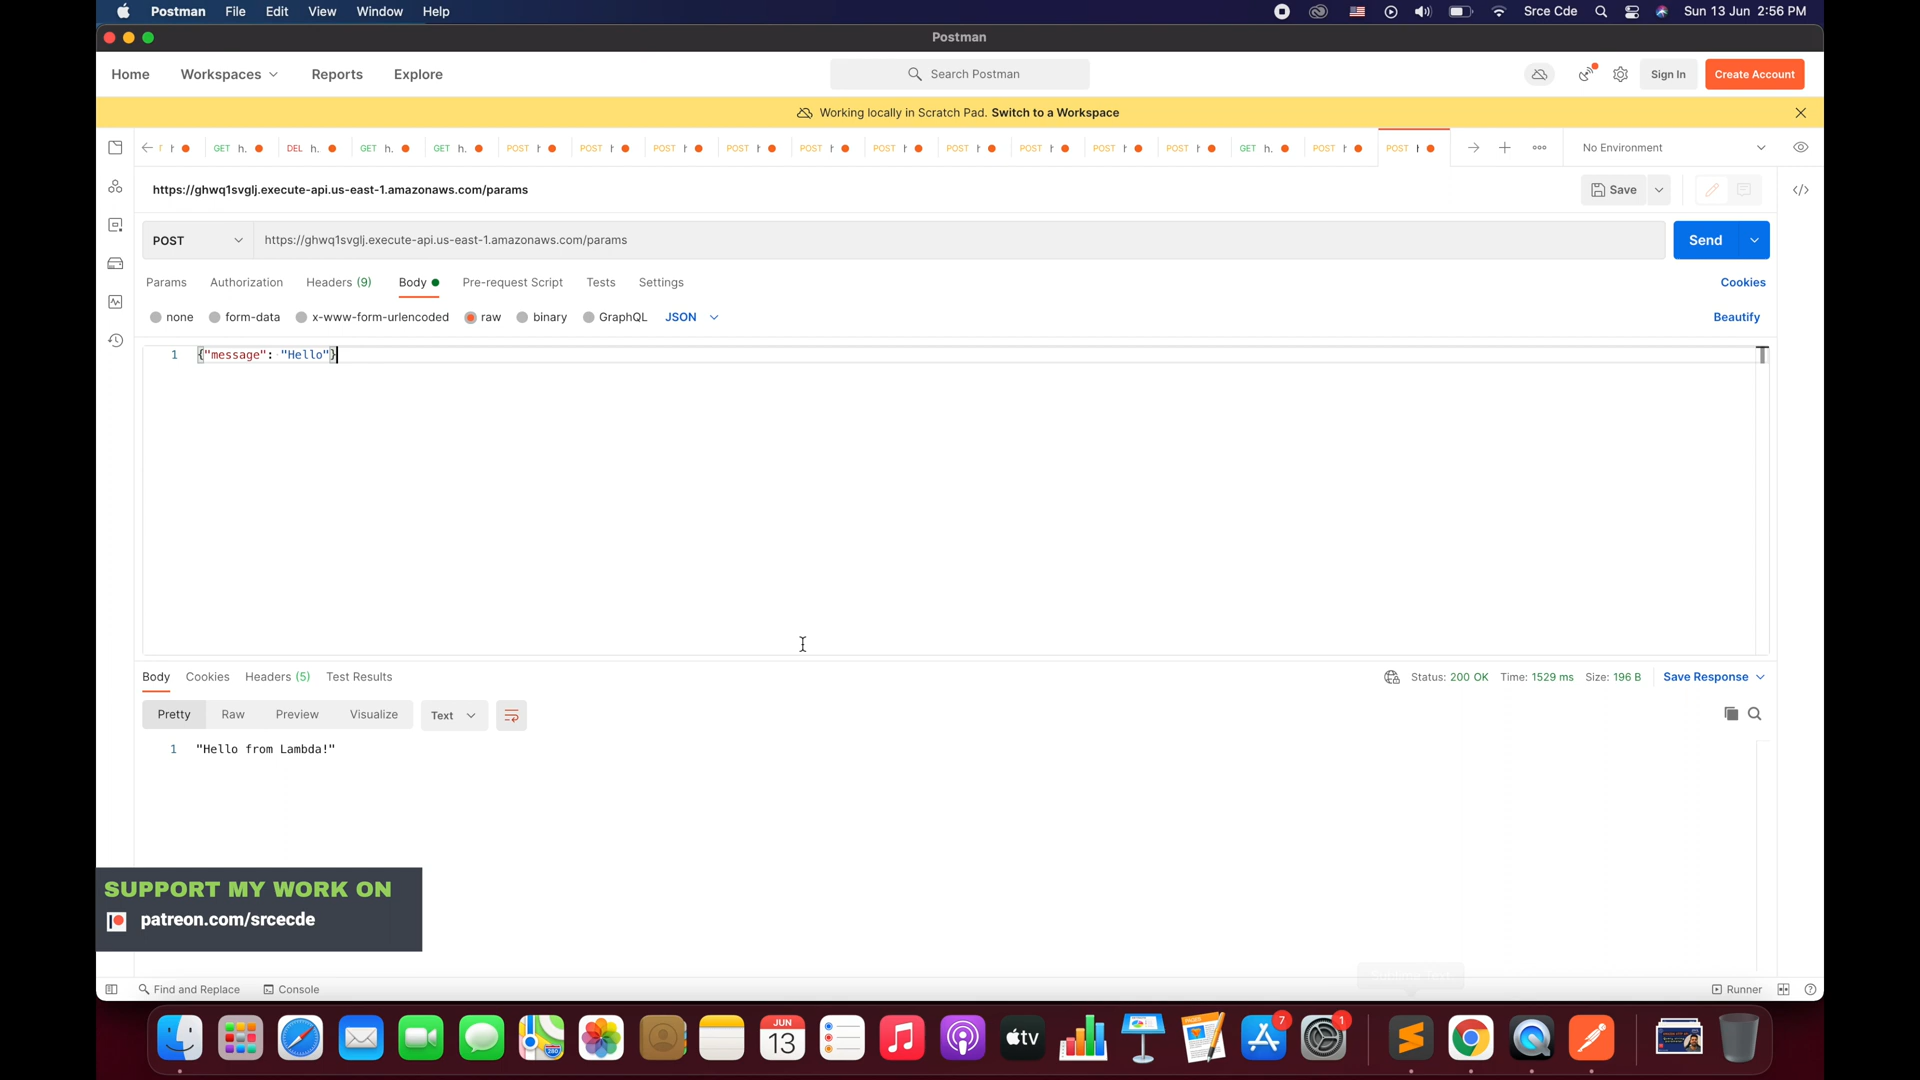 Postman File Edit View Window Help Srce Cde Sun 13 Jun 2:56 PM
Postman
Home Workspaces Reports Explore Search Postman Sign In Create Account
Working locally in Scratch Pad. Switch to a Workspace
GET h. DEL h. GET h. GET h. POST POST POST POST POST POST POST POST POST POST GET h. POST POST No Environment
https://ghwq1svglj.execute-api.us-east-1.amazonaws.com/params Save
POST https://ghwq1svglj.execute-api.us-east-1.amazonaws.com/params Send
Params Authorization Headers (9) Body Pre-request Script Tests Settings Cookies
none form-data x-www-form-urlencoded raw binary GraphQL JSON Beautify
1 {"message": "Hello"}
Body Cookies Headers (5) Test Results Status: 200 OK Time: 1529 ms Size: 196 B Save Response
Pretty Raw Preview Visualize Text
1 "Hello from Lambda!"
SUPPORT MY WORK ON
patreon.com/srcecde
Find and Replace Console Runner
JUN 13 tv 7 1